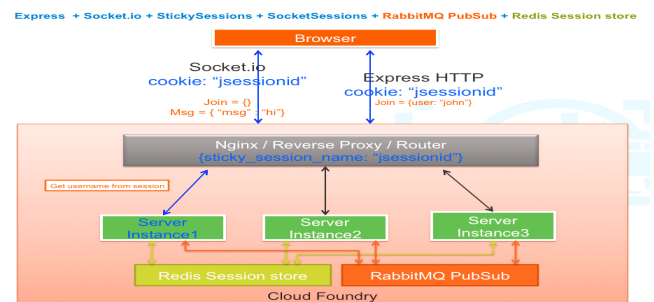 Express + Socket.io + StickySessions + SocketSessions + RabbitMQ PubSub + Redis Session store
Browser
Socket.io
cookie: “jsessionid”
Join = {}
Msg = { “msg” : “hi”}
Express HTTP
cookie: “jsessionid”
Join = {user: “john”}
Nginx / Reverse Proxy / Router
{sticky_session_name: “jsessionid”}
Get username from session
Server
Instance1
Server
Instance2
Server
Instance3
Redis Session store
RabbitMQ PubSub
Cloud Foundry